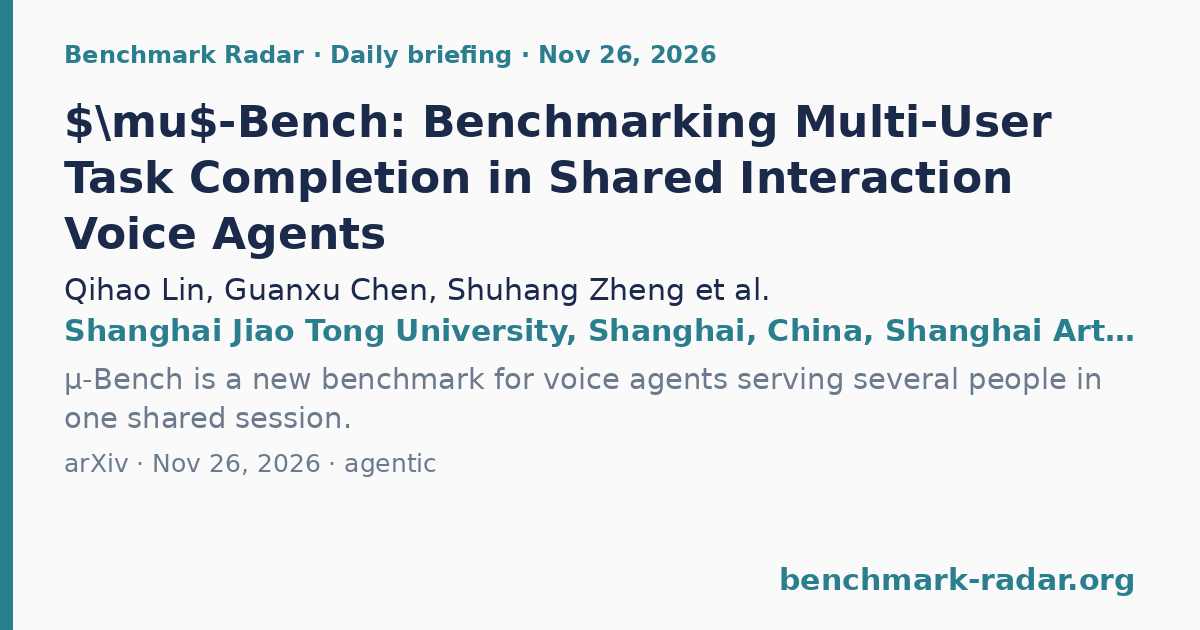 Benchmark Radar · Daily briefing · Nov 26, 2026
$\mu$-Bench: Benchmarking Multi-User
Task Completion in Shared Interaction
Voice Agents
Qihao Lin, Guanxu Chen, Shuhang Zheng et al.
Shanghai Jiao Tong University, Shanghai, China, Shanghai Art…
μ-Bench is a new benchmark for voice agents serving several people in
one shared session.
arXiv · Nov 26, 2026 · agentic
benchmark-radar.org